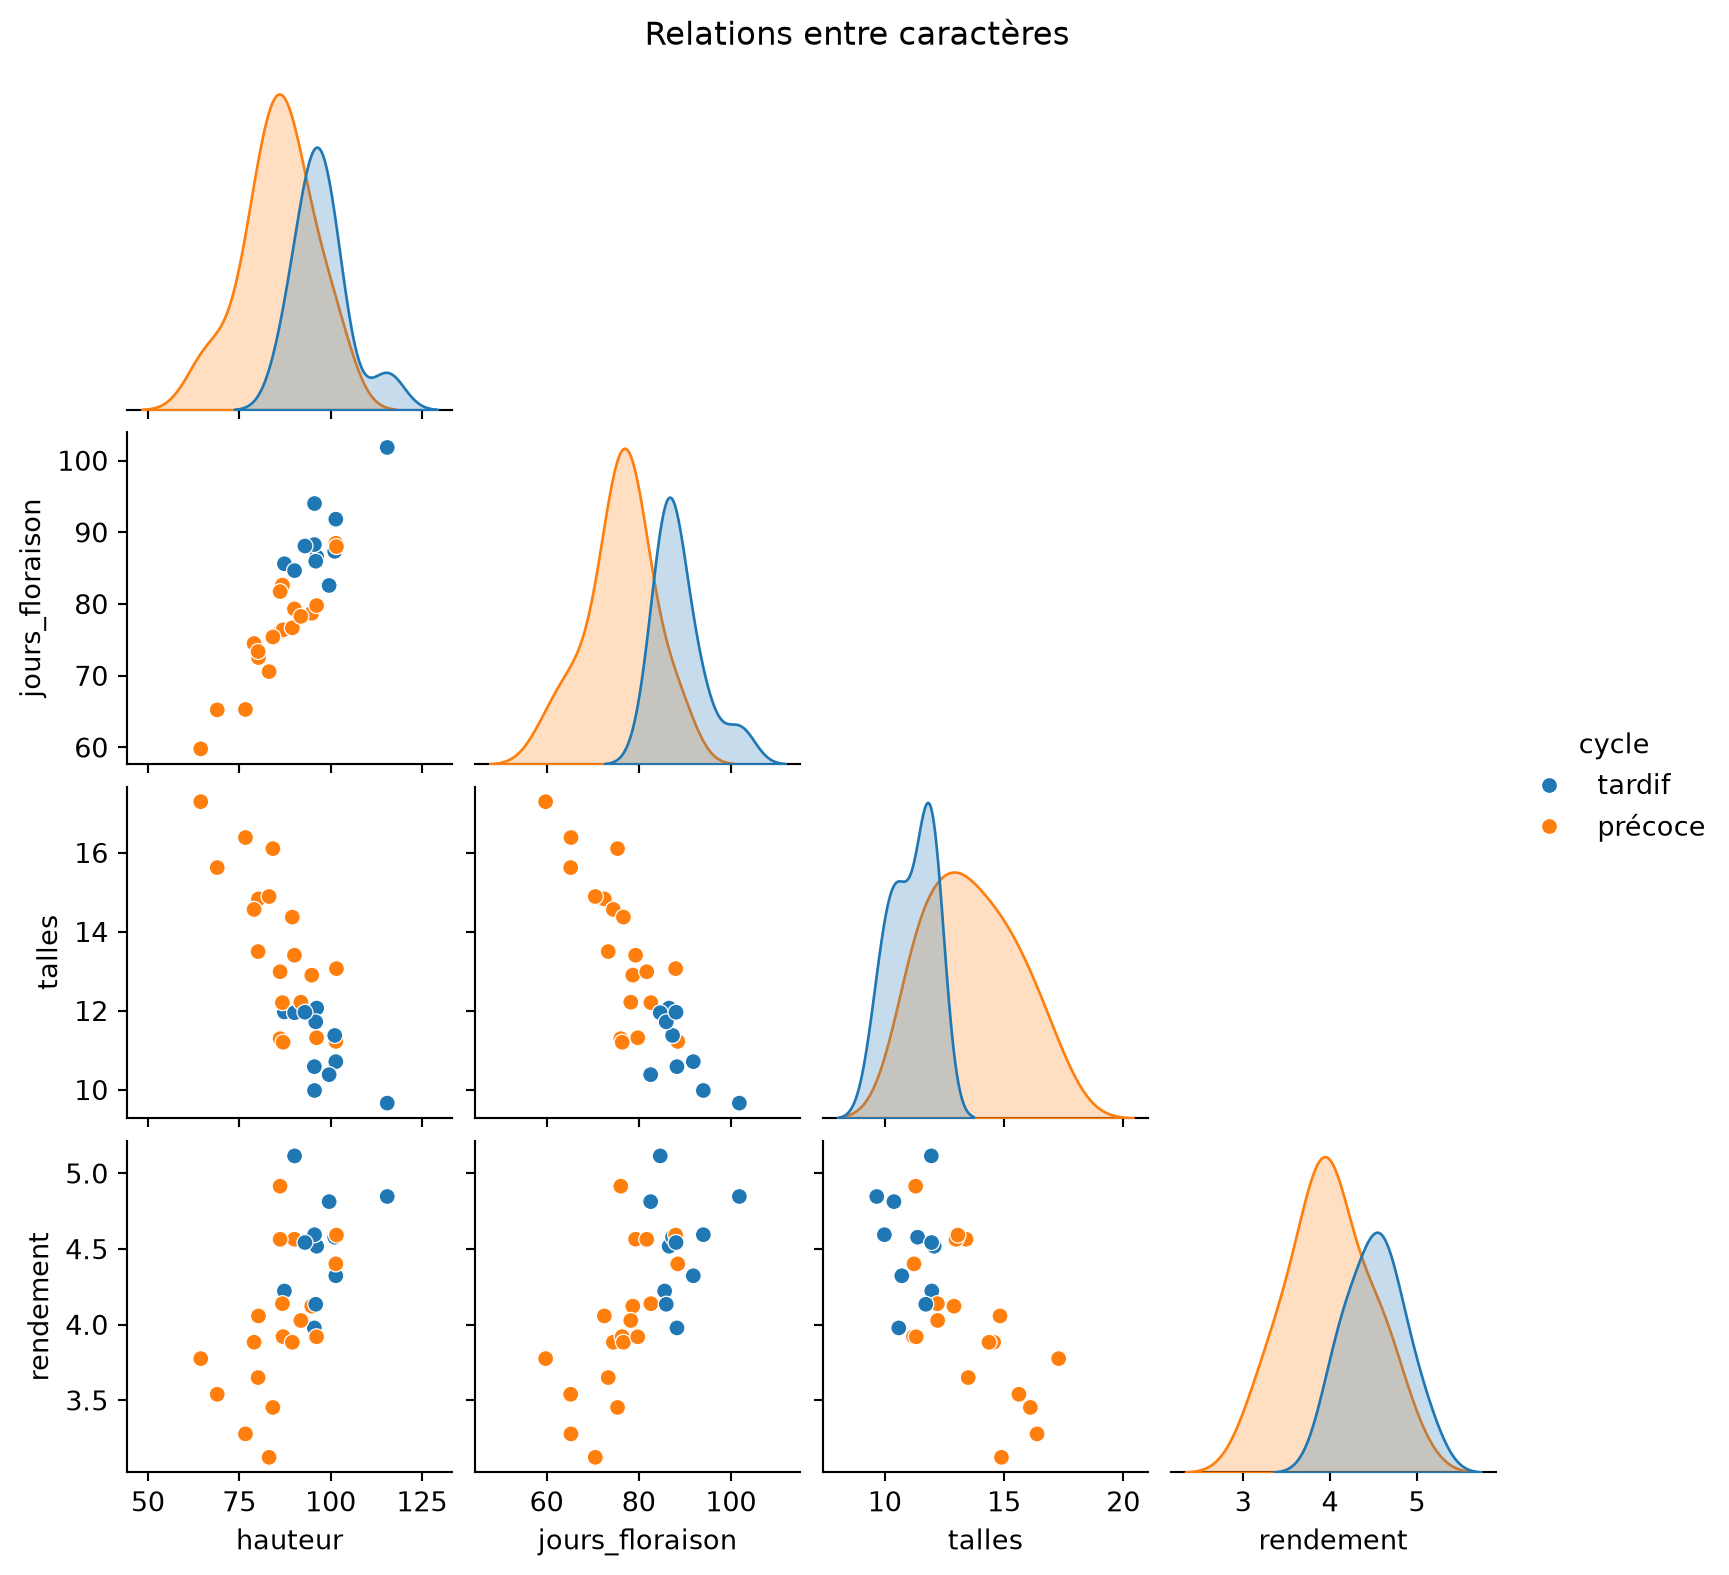 Relations entre caractères
jours_floraison
100
90
80
70
60
talles
16
14
12
10
rendement
5.0
4.5
4.0
3.5
50 75 100 125
60 80 100
10 15 20
3 4 5
hauteur
jours_floraison
talles
rendement
cycle
tardif
précoce